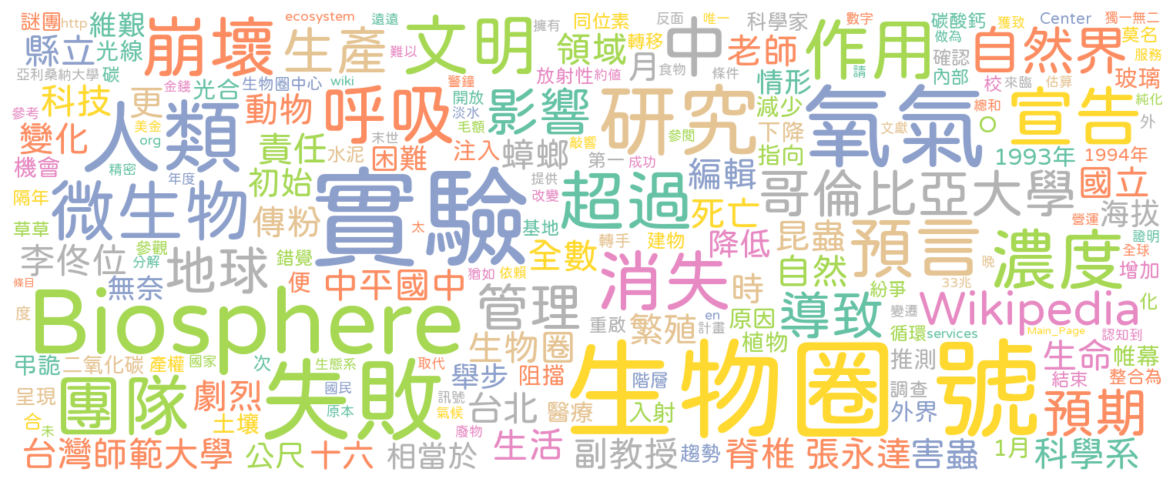 謎團 http 維艱 崩壞 ecosystem 遠遠 生產 難以 文明 擁有 領域 同位素 反面 轉移 中 唯一 科學家 老師 作用 數字 碳酸鈣 做為 Center 獲致 自然界 獨一無二 莫名 服務
縣立 光線 亞利桑納大學 碳 金錢 光合 生物圈中心 wiki 警鐘 放射性 約值 月 食物 條件 情形 請 確認 內部 校 來臨 估算 玻璃
參考 科技 更 美金 動物 呼吸 末世 開放 淡水 毛額 影響 敲響 研究 參閱 減少 文獻 氧氣 總和 O 宣告 純化 外
變化 人類 org 責任 水泥 困難 注入 蟑螂 第一 成功 下降 指向 1993年 1994年
機會 精密 初始 實驗 提供 改變 超過 編輯 哥倫比亞大學 國立
隔年 微生物 年度 傳粉 太 基地 死亡 海拔
草草 參觀 錯覺 猶如 依賴 全數 轉手 建物 降低 昆蟲 預言 濃度 營運 證明 全球
李佟位 分解 地球 便 中平國中 管理 消失 時 自然 紛爭 33兆 晚 增加
條目 無奈 Biosphere 重啟 繁殖 en 計畫 原因 導致 變遷 Wikipedia 化
度 生物圈 植物 循環 services Main_Page 認知到
弔詭 二氧化碳 產權 國家 次 生態系 取代 舉步 阻擋 生物圈號 推測 生命 帷幕
呈現 團隊 劇烈 失敗 國民 原本 訊號 氣候 台北 醫療 階層 入射 調查 外界 結束 整合為 預期
合 未 土壤 廢物
台灣師範大學 公尺 十六 相當於 生活 副教授 趨勢 脊椎 張永達 害蟲 1月 科學系